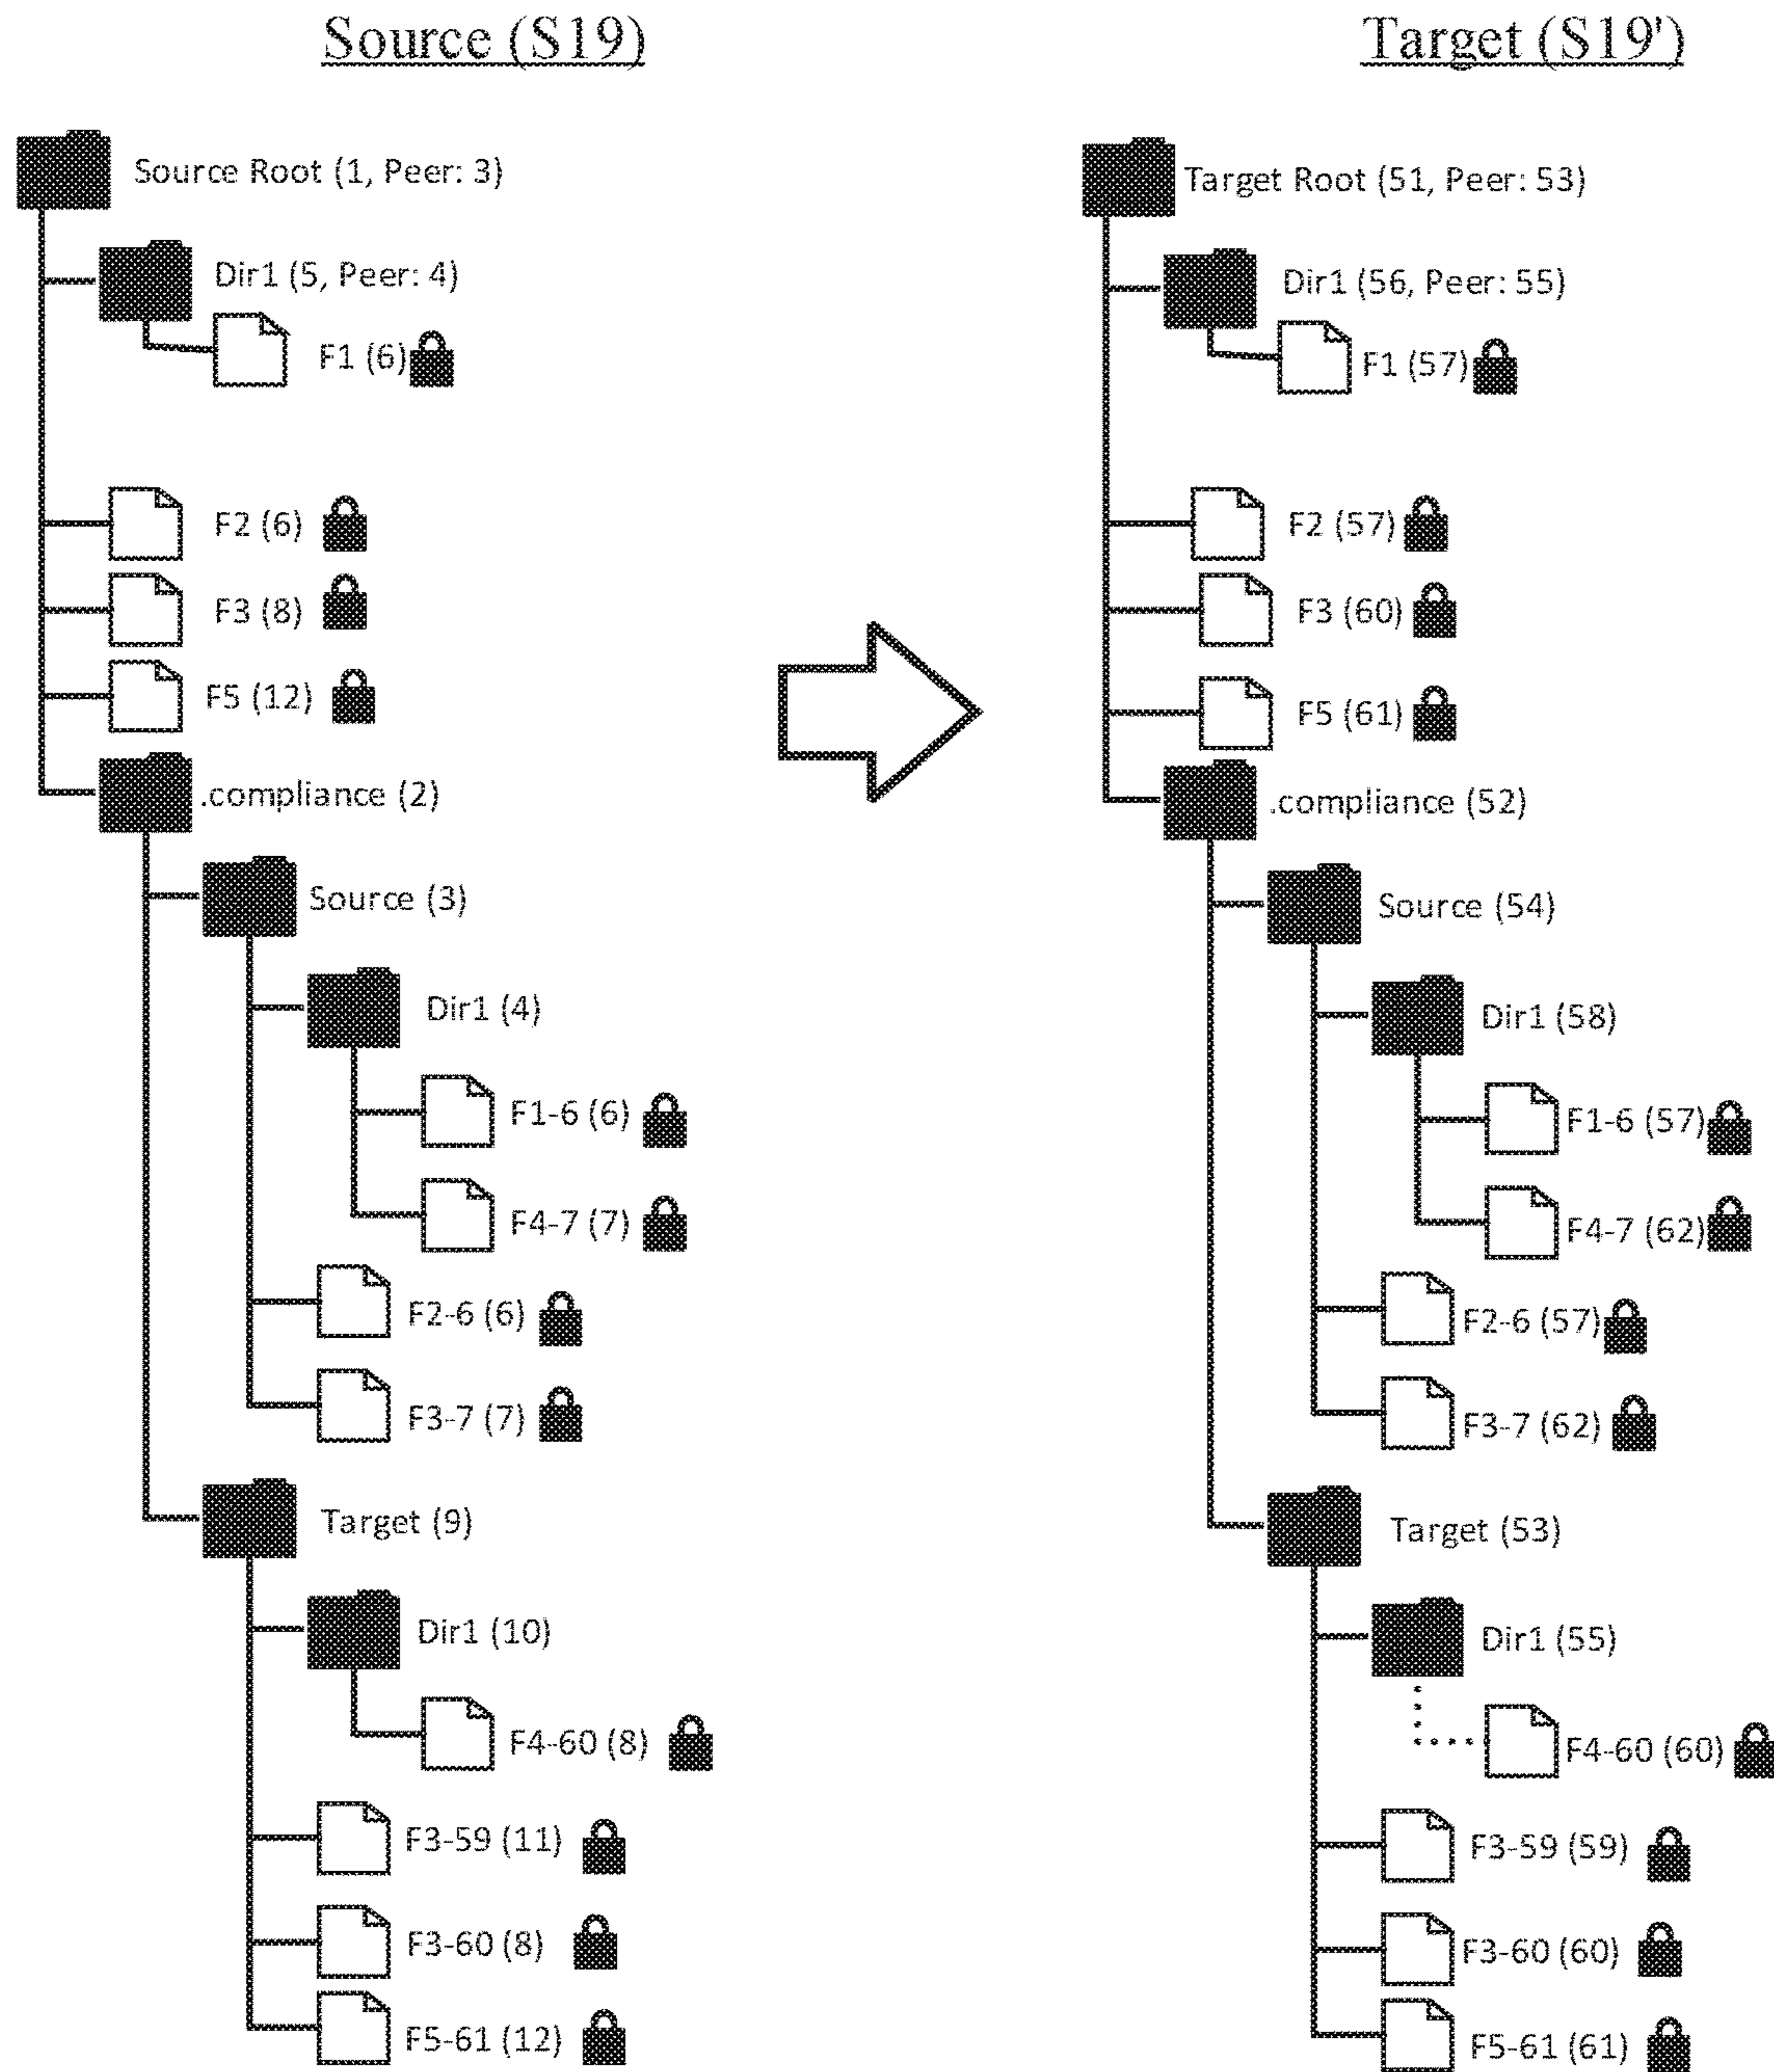 Source (S19)
Source Root (1, Peer: 3)
Dir1 (5, Peer: 4)
F1 (6)
F2 (6)
F3 (8)
F5 (12)
.compliance (2)
Source (3)
Dir1 (4)
F1-6 (6)
F4-7 (7)
F2-6 (6)
F3-7 (7)
Target (9)
Dir1 (10)
F4-60 (8)
F3-59 (11)
F3-60 (8)
F5-61 (12)
Target (S19')
Target Root (51, Peer: 53)
Dir1 (56, Peer: 55)
F1 (57)
F2 (57)
F3 (60)
F5 (61)
.compliance (52)
Source (54)
Dir1 (58)
F1-6 (57)
F4-7 (62)
F2-6 (57)
F3-7 (62)
Target (53)
Dir1 (55)
F4-60 (60)
F3-59 (59)
F3-60 (60)
F5-61 (61)